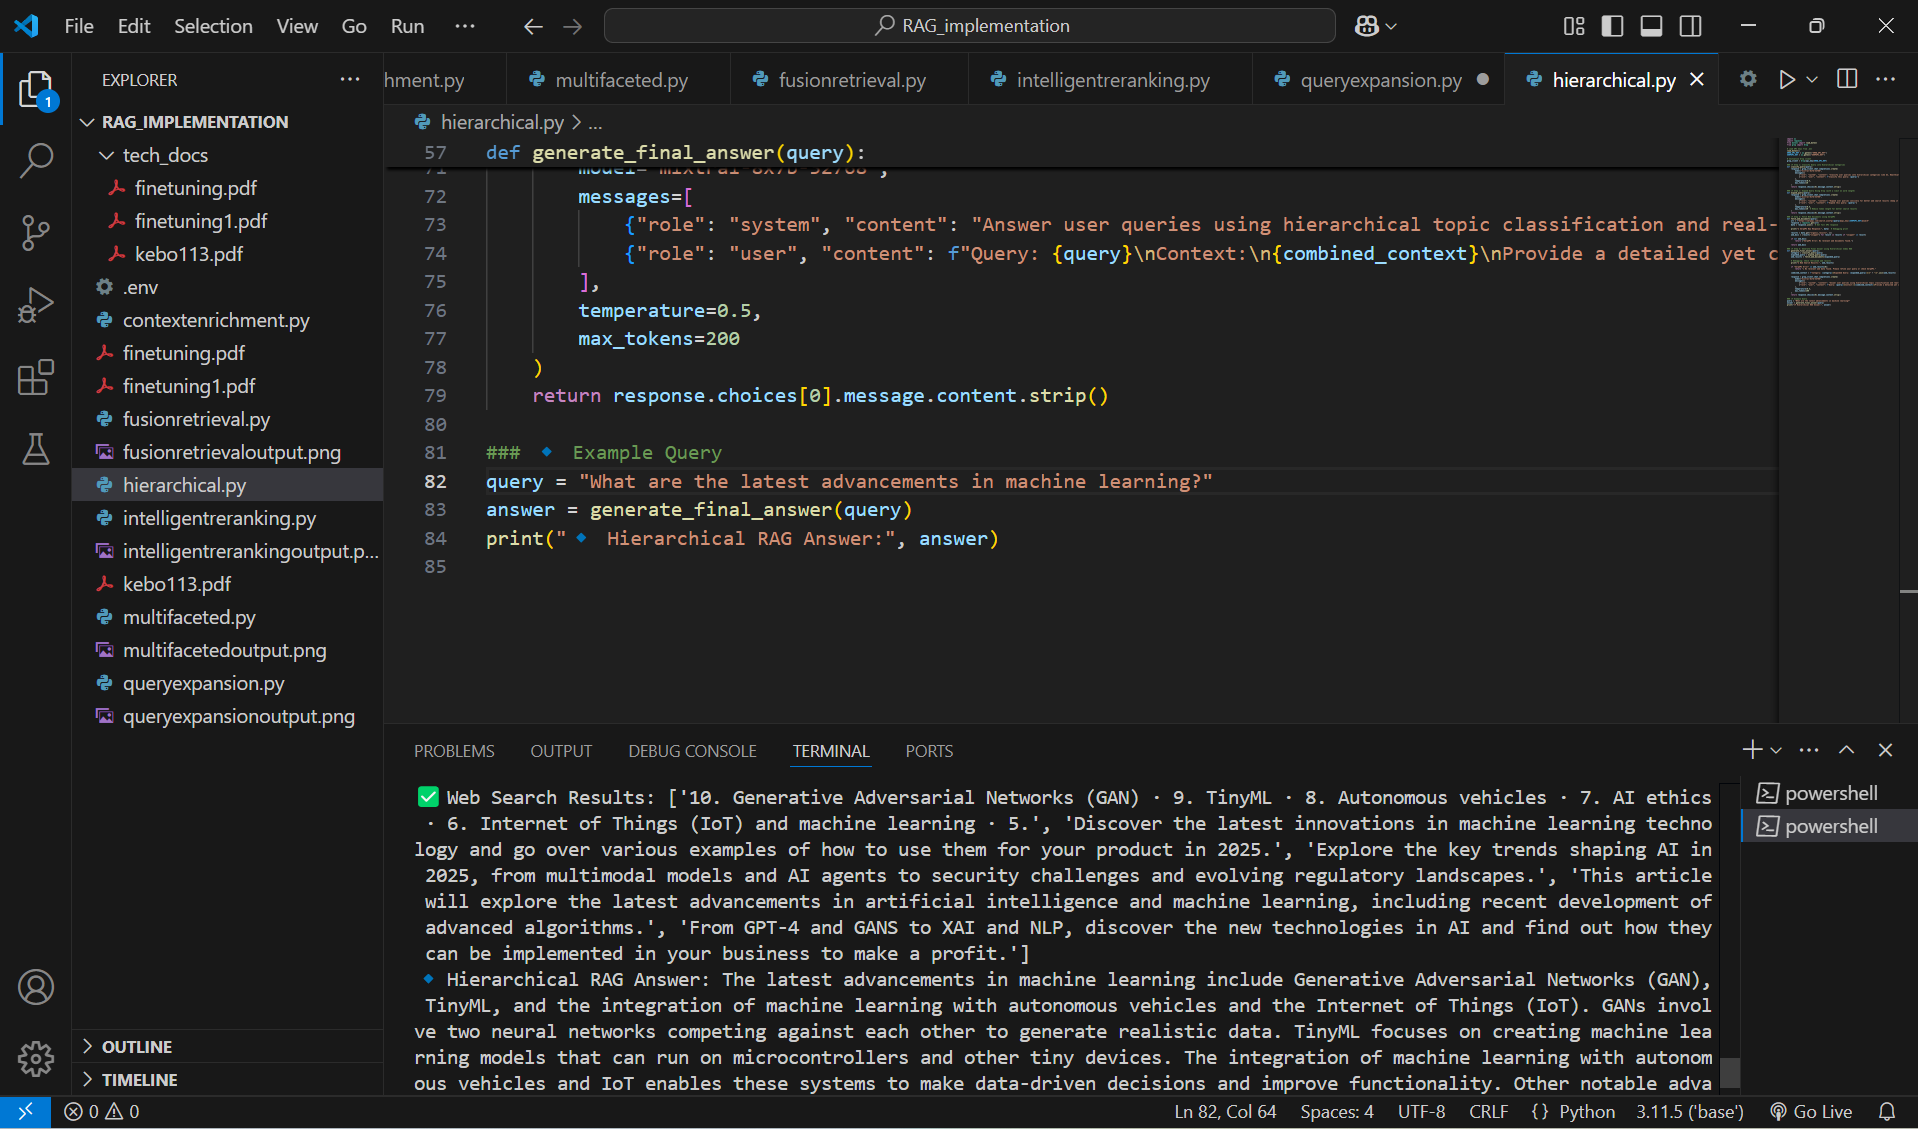 File Edit Selection View Go Run ··· RAG_implementation
EXPLORER ···
hment.py multifaceted.py fusionretrieval.py intelligentreranking.py queryexpansion.py hierarchical.py
RAG_IMPLEMENTATION
tech_docs
finetuning.pdf
finetuning1.pdf
kebo113.pdf
.env
contextenrichment.py
finetuning.pdf
finetuning1.pdf
fusionretrieval.py
fusionretrievaloutput.png
hierarchical.py
intelligentreranking.py
intelligentrerankingoutput.p...
kebo113.pdf
multifaceted.py
multifacetedoutput.png
queryexpansion.py
queryexpansionoutput.png
OUTLINE
TIMELINE
1
hierarchical.py > ...
57 def generate_final_answer(query):
72 messages=[
73 {"role": "system", "content": "Answer user queries using hierarchical topic classification and real-
74 {"role": "user", "content": f"Query: {query}\nContext:\n{combined_context}\nProvide a detailed yet c
75 ],
76 temperature=0.5,
77 max_tokens=200
78 )
79 return response.choices[0].message.content.strip()
80
81 ### 🔹 Example Query
82 query = "What are the latest advancements in machine learning?"
83 answer = generate_final_answer(query)
84 print("🔹 Hierarchical RAG Answer:", answer)
85
PROBLEMS OUTPUT DEBUG CONSOLE TERMINAL PORTS
✅ Web Search Results: ['10. Generative Adversarial Networks (GAN) · 9. TinyML · 8. Autonomous vehicles · 7. AI ethics
· 6. Internet of Things (IoT) and machine learning · 5.', 'Discover the latest innovations in machine learning techno
logy and go over various examples of how to use them for your product in 2025.', 'Explore the key trends shaping AI in
2025, from multimodal models and AI agents to security challenges and evolving regulatory landscapes.', 'This article
will explore the latest advancements in artificial intelligence and machine learning, including recent development of
advanced algorithms.', 'From GPT-4 and GANS to XAI and NLP, discover the new technologies in AI and find out how they
can be implemented in your business to make a profit.']
🔹 Hierarchical RAG Answer: The latest advancements in machine learning include Generative Adversarial Networks (GAN),
TinyML, and the integration of machine learning with autonomous vehicles and the Internet of Things (IoT). GANs invol
ve two neural networks competing against each other to generate realistic data. TinyML focuses on creating machine lea
rning models that can run on microcontrollers and other tiny devices. The integration of machine learning with autonom
ous vehicles and IoT enables these systems to make data-driven decisions and improve functionality. Other notable adva
powershell
powershell
0 0 Ln 82, Col 64 Spaces: 4 UTF-8 CRLF {} Python 3.11.5 ('base') Go Live